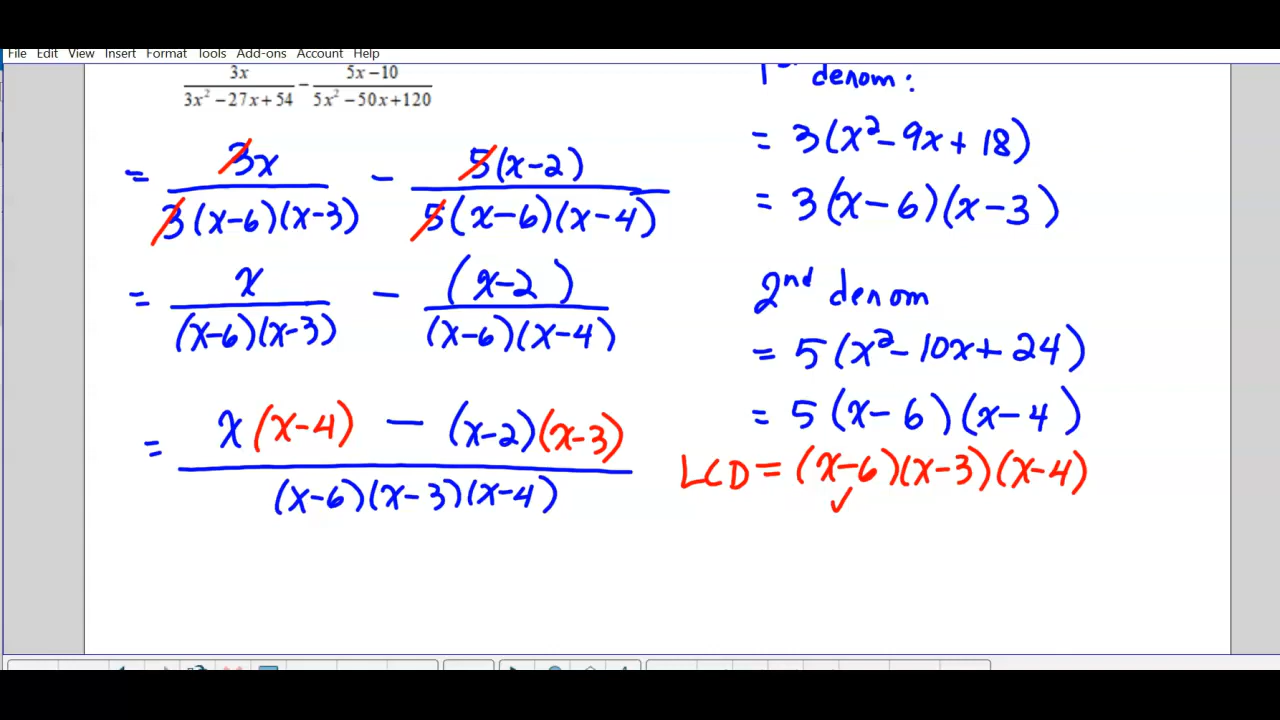 File Edit View Insert Format Tools Add-ons Account Help
3x/(3x² − 27x + 54) − (5x − 10)/(5x² − 50x + 120)
= 3x/(3(x−6)(x−3)) − 5(x−2)/(5(x−6)(x−4))
= x/((x−6)(x−3)) − (x−2)/((x−6)(x−4))
= (x(x−4) − (x−2)(x−3))/((x−6)(x−3)(x−4))
1st denom:
= 3(x² − 9x + 18)
= 3(x − 6)(x − 3)
2nd denom
= 5(x² − 10x + 24)
= 5(x − 6)(x − 4)
LCD = (x−6)(x−3)(x−4)
✓